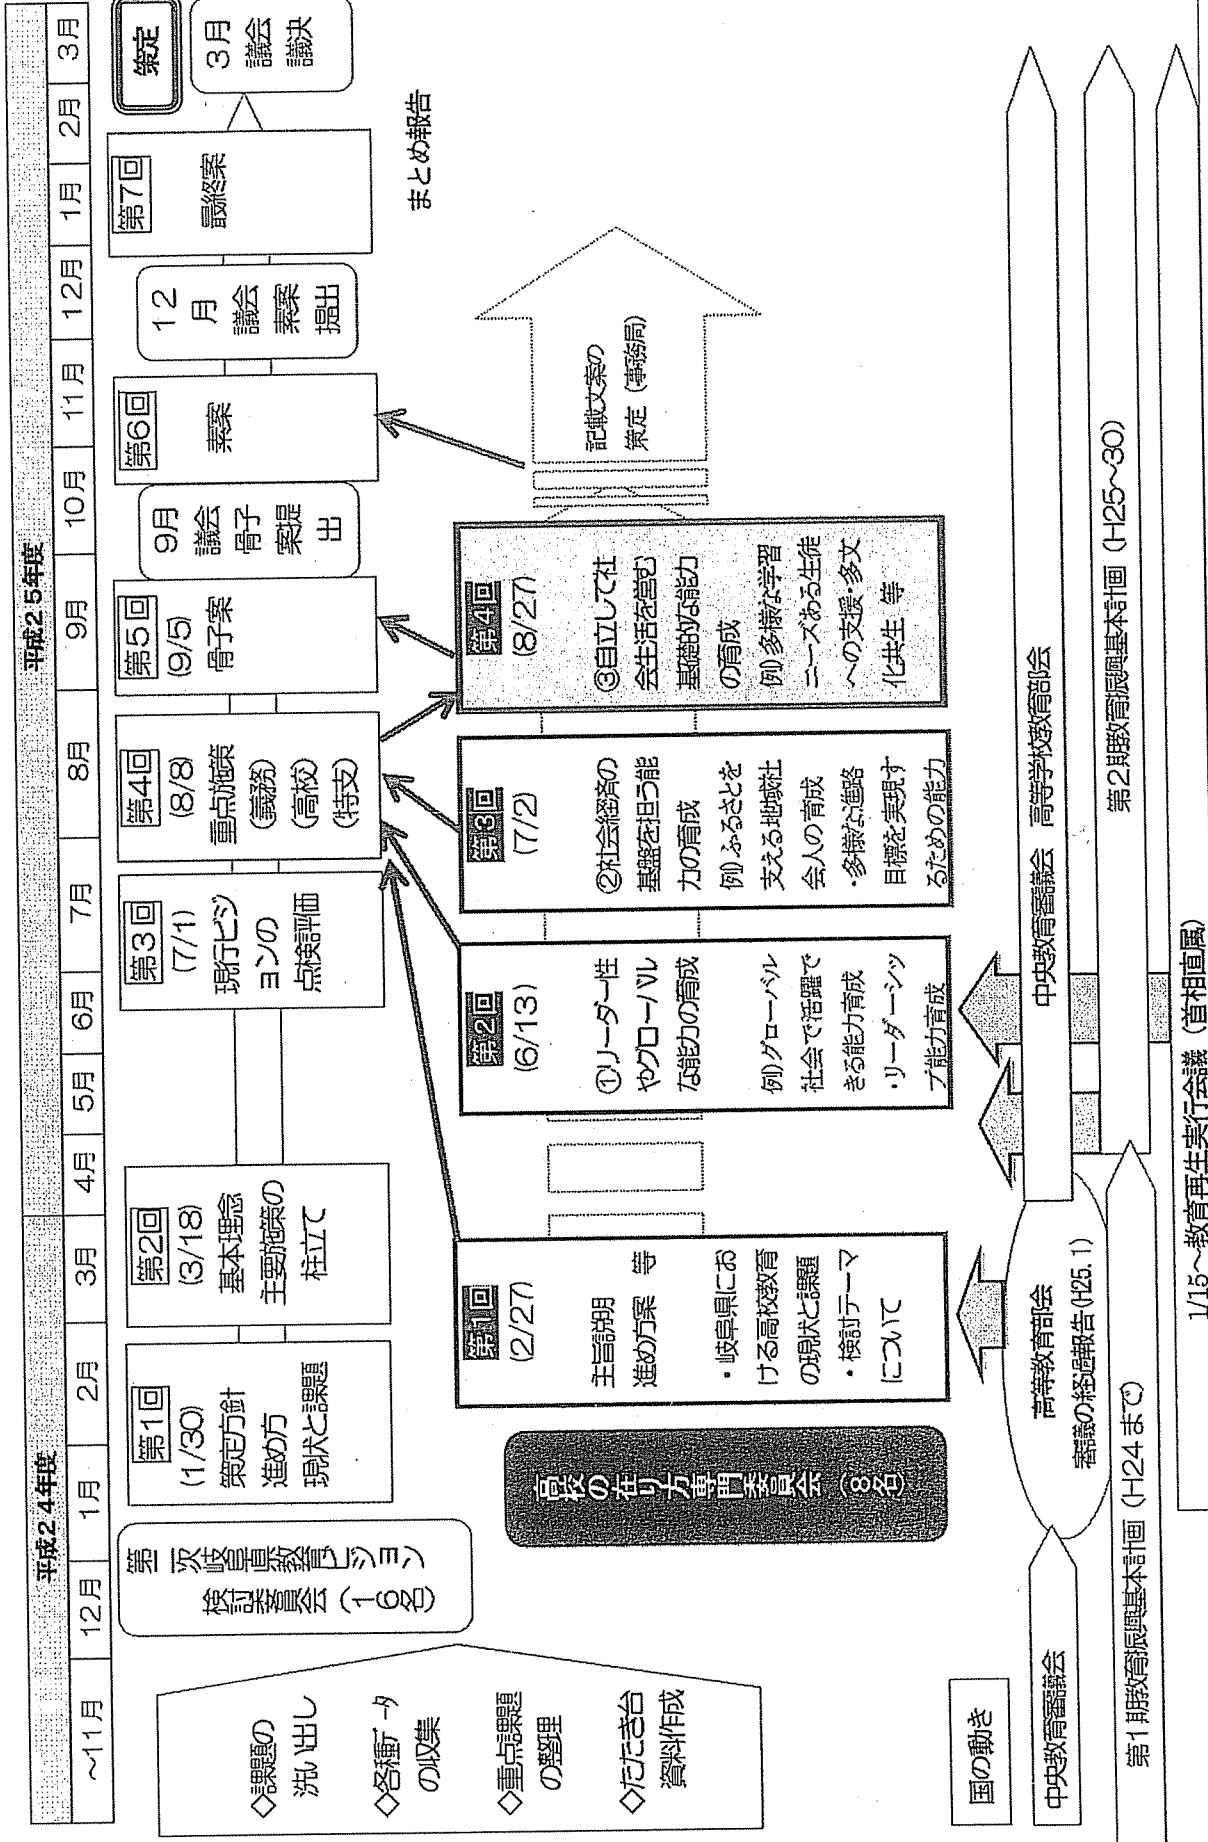 平成24年度
平成25年度
~11月
12月
1月
2月
3月
4月
5月
6月
7月
8月
9月
10月
11月
12月
1月
2月
3月
◇課題の
洗い出し
◇各種データ
の収集
◇重点課題
の整理
◇たたき台
資料作成
第
次岐阜県教育ビジョン
検討委員会(16名)
第1回
(1/30)
策定方針
進め方
現状と課題
第2回
(3/18)
基本理念
主要施策の
柱立て
第3回
(7/1)
現行ビジ
ョンの
点検評価
第4回
(8/8)
重点施策
(義務)
(高校)
(特支)
第5回
(9/5)
骨子案
9月
議会
骨子
案提
出
第6回
素案
12
月
議会
素案
提出
第7回
最終案
策定
3月
議会
議決
高校の在り方専門委員会(8名)
第1回
(2/27)
主旨説明
進め方案 等
・岐阜県にお
ける高校教育
の現状と課題
・検討テーマ
について
第2回
(6/13)
①リーダー性
やグローバル
な能力の育成
例)グローバル
社会で活躍で
きる能力育成
・リーダーシッ
プ能力育成
第3回
(7/2)
②社会経済の
基盤を担う能
力の育成
例)ふるさとを
支える地域社
会人の育成
・多様な進路
目標を実現す
るための能力
第4回
(8/27)
③自立して社
会生活を営む
基礎的な能力
の育成
例)多様な学習
ニーズある生徒
への支援・多文
化共生 等
記載文案の
策定(事務局)
まとめ報告
国の動き
中央教育審議会
高等教育部会
審議の経過報告(H25.1)
中央教育審議会 高等学校教育部会
第1期教育振興基本計画(H24まで)
第2期教育振興基本計画(H25~30)
1/15~教育再生実行会議(首相直属)